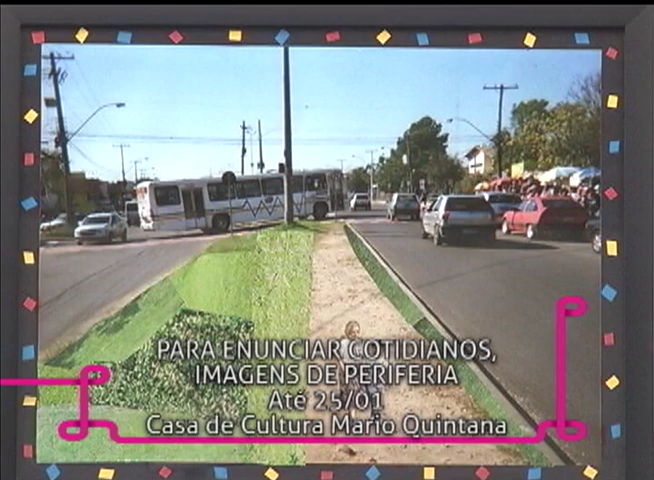 PARA ENUNCIAR COTIDIANOS,
IMAGENS DE PERIFERIA
Até 25/01
Casa de Cultura Mario Quintana